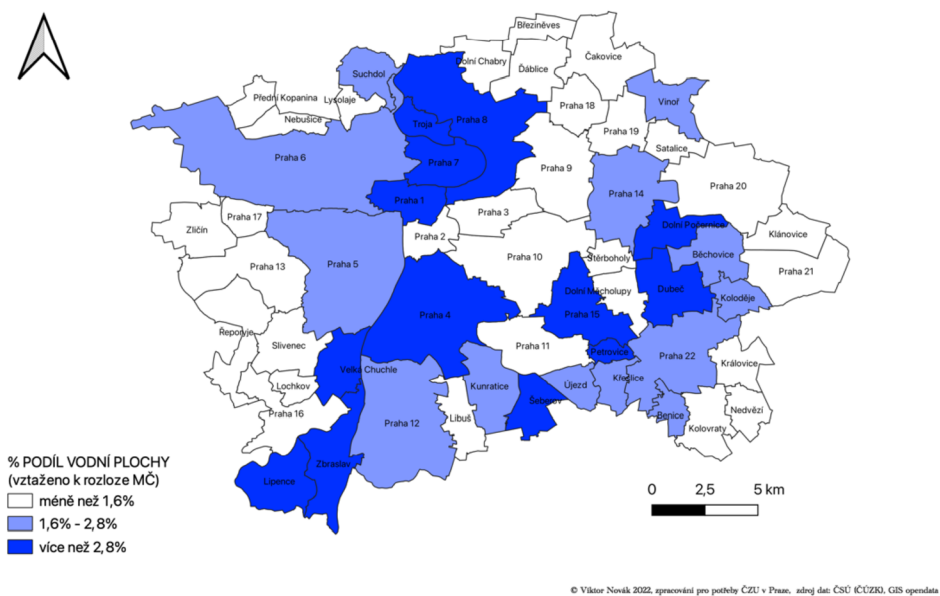 Březiněves
Dolní Chabry
Ďáblice
Čakovice
Suchdol
Přední Kopanina
Lysolaje
Nebušice
Praha 8
Troja
Praha 18
Vinoř
Praha 19
Satalice
Praha 6
Praha 7
Praha 9
Praha 20
Praha 14
Praha 1
Praha 3
Praha 17
Zličín
Praha 2
Dolní Počernice
Klánovice
Praha 5
Praha 13
Praha 10
Štěrboholy
Běchovice
Praha 21
Dubeč
Dolní Měcholupy
Koloděje
Praha 4
Praha 15
Řeporyje
Slivenec
Praha 11
Petrovice
Praha 22
Královice
Velká Chuchle
Lochkov
Kunratice
Újezd
Křeslice
Šeberov
Praha 16
Praha 12
Libuš
Benice
Nedvězí
Kolovraty
Lipence
Zbraslav
% PODÍL VODNÍ PLOCHY
(vztaženo k rozloze MČ)
méně než 1,6%
1,6% - 2,8%
více než 2,8%
0 2,5 5 km
© Viktor Novák 2022, zpracování pro potřeby ČZU v Praze, zdroj dat: ČSÚ (ČÚZK), GIS opendata